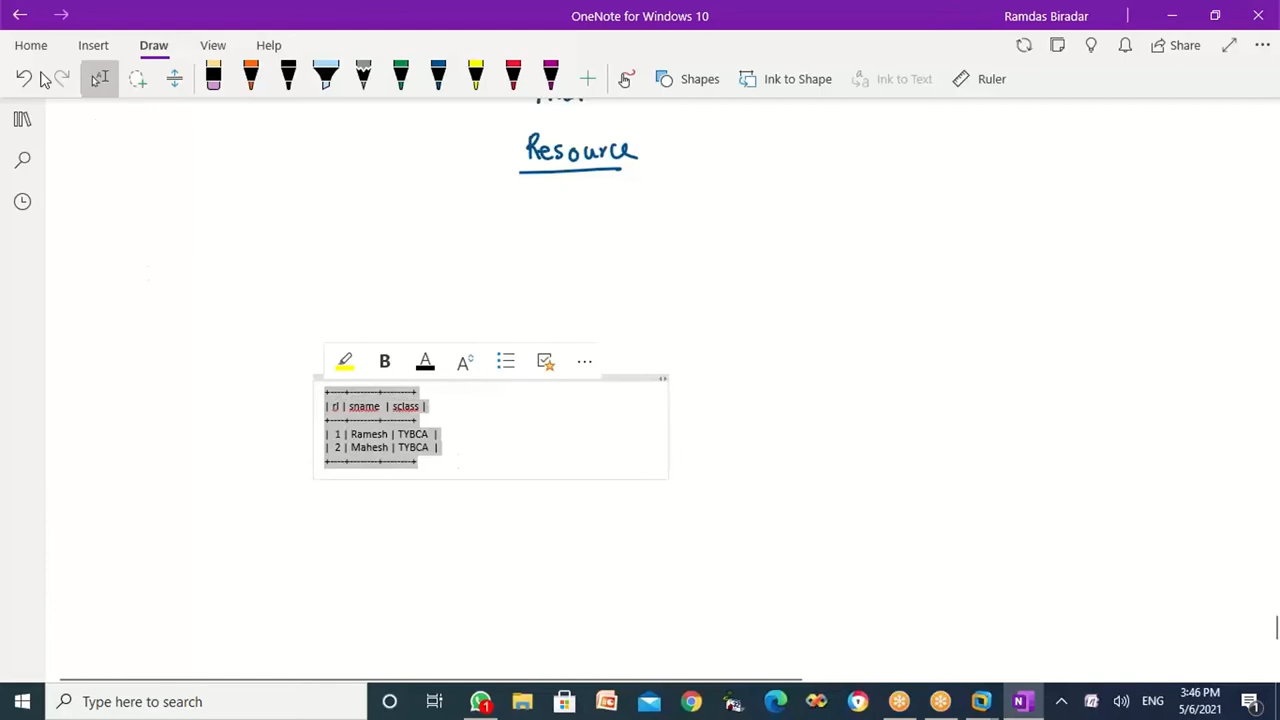 OneNote for Windows 10
Ramdas Biradar
Home Insert Draw View Help
Share
Shapes
Ink to Shape
Ink to Text
Ruler
Resource
+----+--------+--------+
| rl | sname | sclass |
+----+--------+--------+
| 1 | Ramesh | TYBCA |
| 2 | Mahesh | TYBCA |
+----+--------+--------+
Type here to search
ENG
3:46 PM
5/6/2021